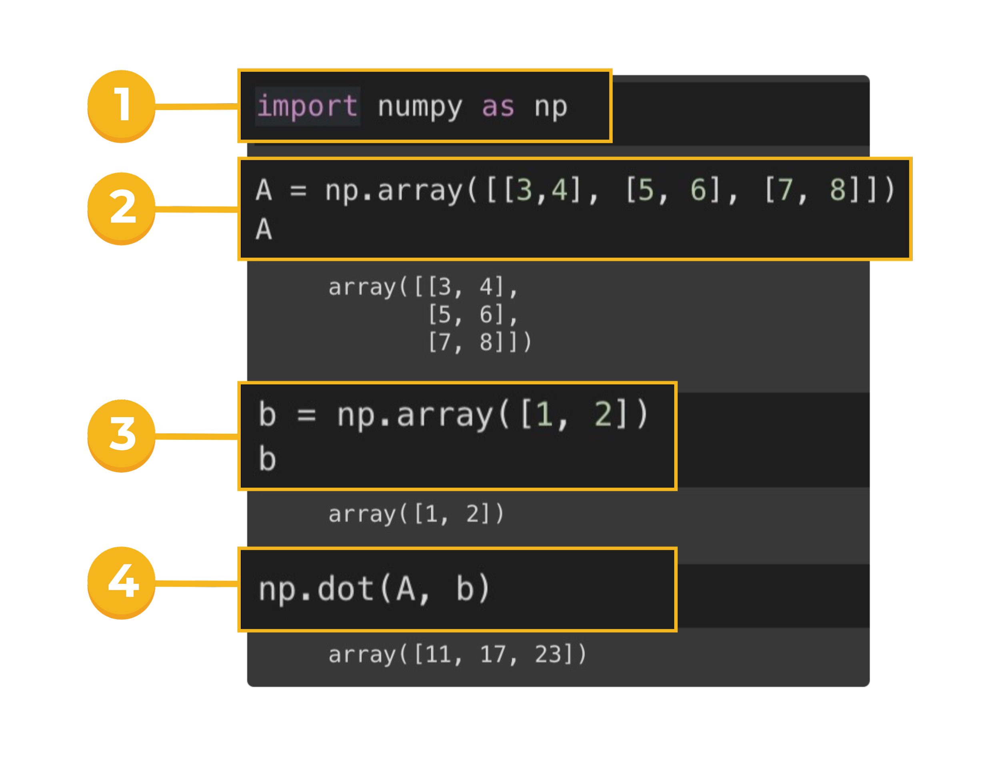 1
import numpy as np
2
A = np.array([[3,4], [5, 6], [7, 8]])
A
array([[3, 4],
[5, 6],
[7, 8]])
3
b = np.array([1, 2])
b
array([1, 2])
4
np.dot(A, b)
array([11, 17, 23])